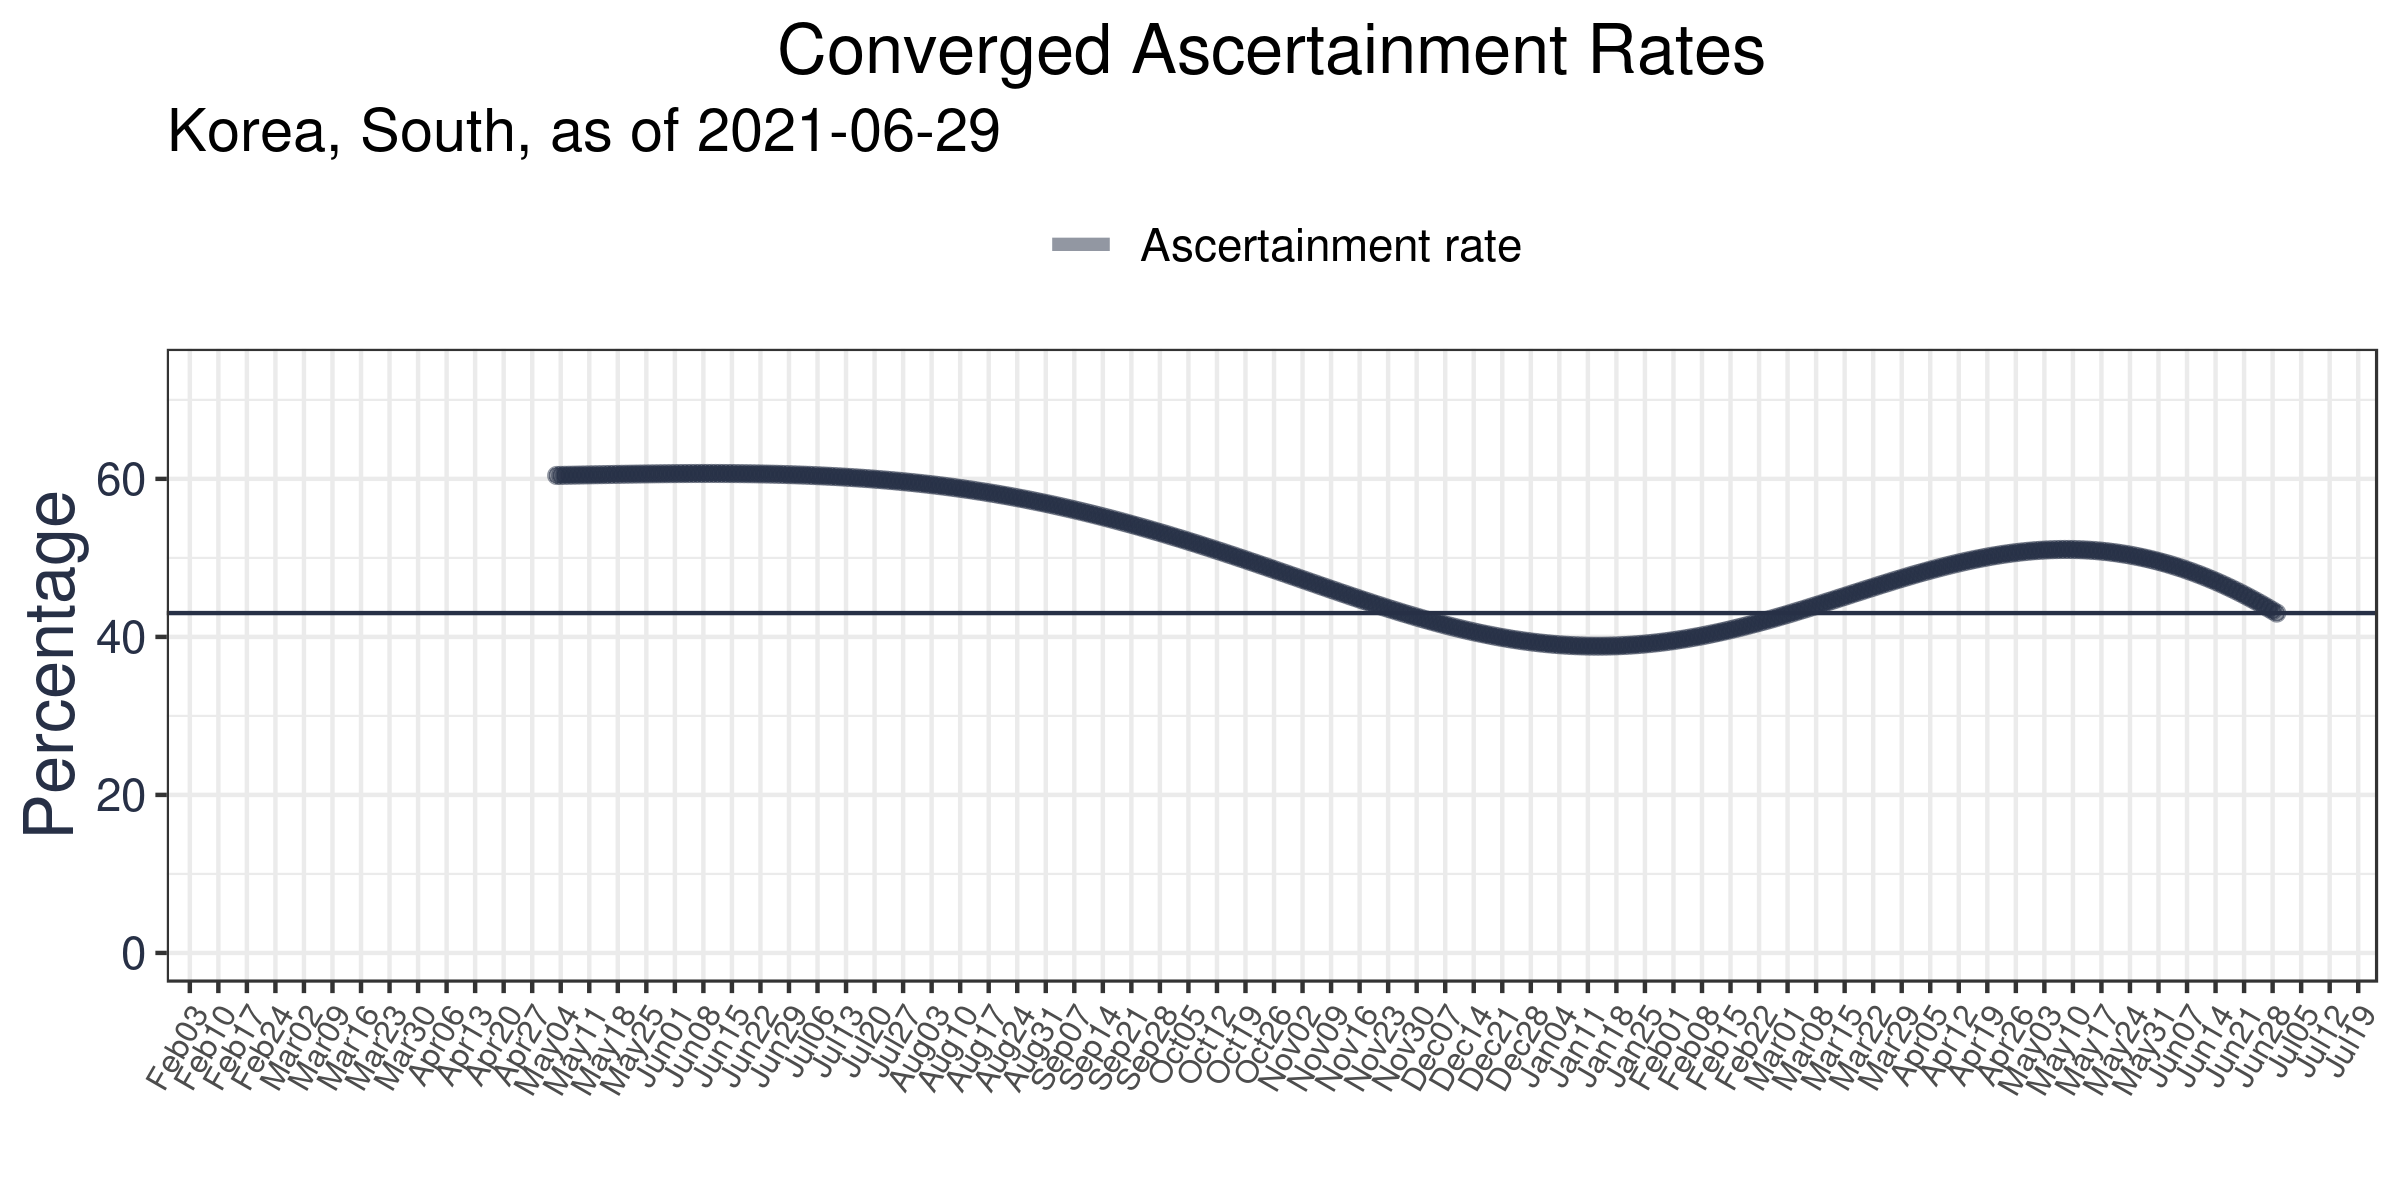 Converged Ascertainment Rates
Korea, South, as of 2021-06-29
Ascertainment rate
Percentage
60
40
20
0
Feb03
Feb10
Feb17
Feb24
Mar02
Mar09
Mar16
Mar23
Mar30
Apr06
Apr13
Apr20
Apr27
May04
May11
May18
May25
Jun01
Jun08
Jun15
Jun22
Jun29
Jul06
Jul13
Jul20
Jul27
Aug03
Aug10
Aug17
Aug24
Aug31
Sep07
Sep14
Sep21
Sep28
Oct05
Oct12
Oct19
Oct26
Nov02
Nov09
Nov16
Nov23
Nov30
Dec07
Dec14
Dec21
Dec28
Jan04
Jan11
Jan18
Jan25
Feb01
Feb08
Feb15
Feb22
Mar01
Mar08
Mar15
Mar22
Mar29
Apr05
Apr12
Apr19
Apr26
May03
May10
May17
May24
May31
Jun07
Jun14
Jun21
Jun28
Jul05
Jul12
Jul19